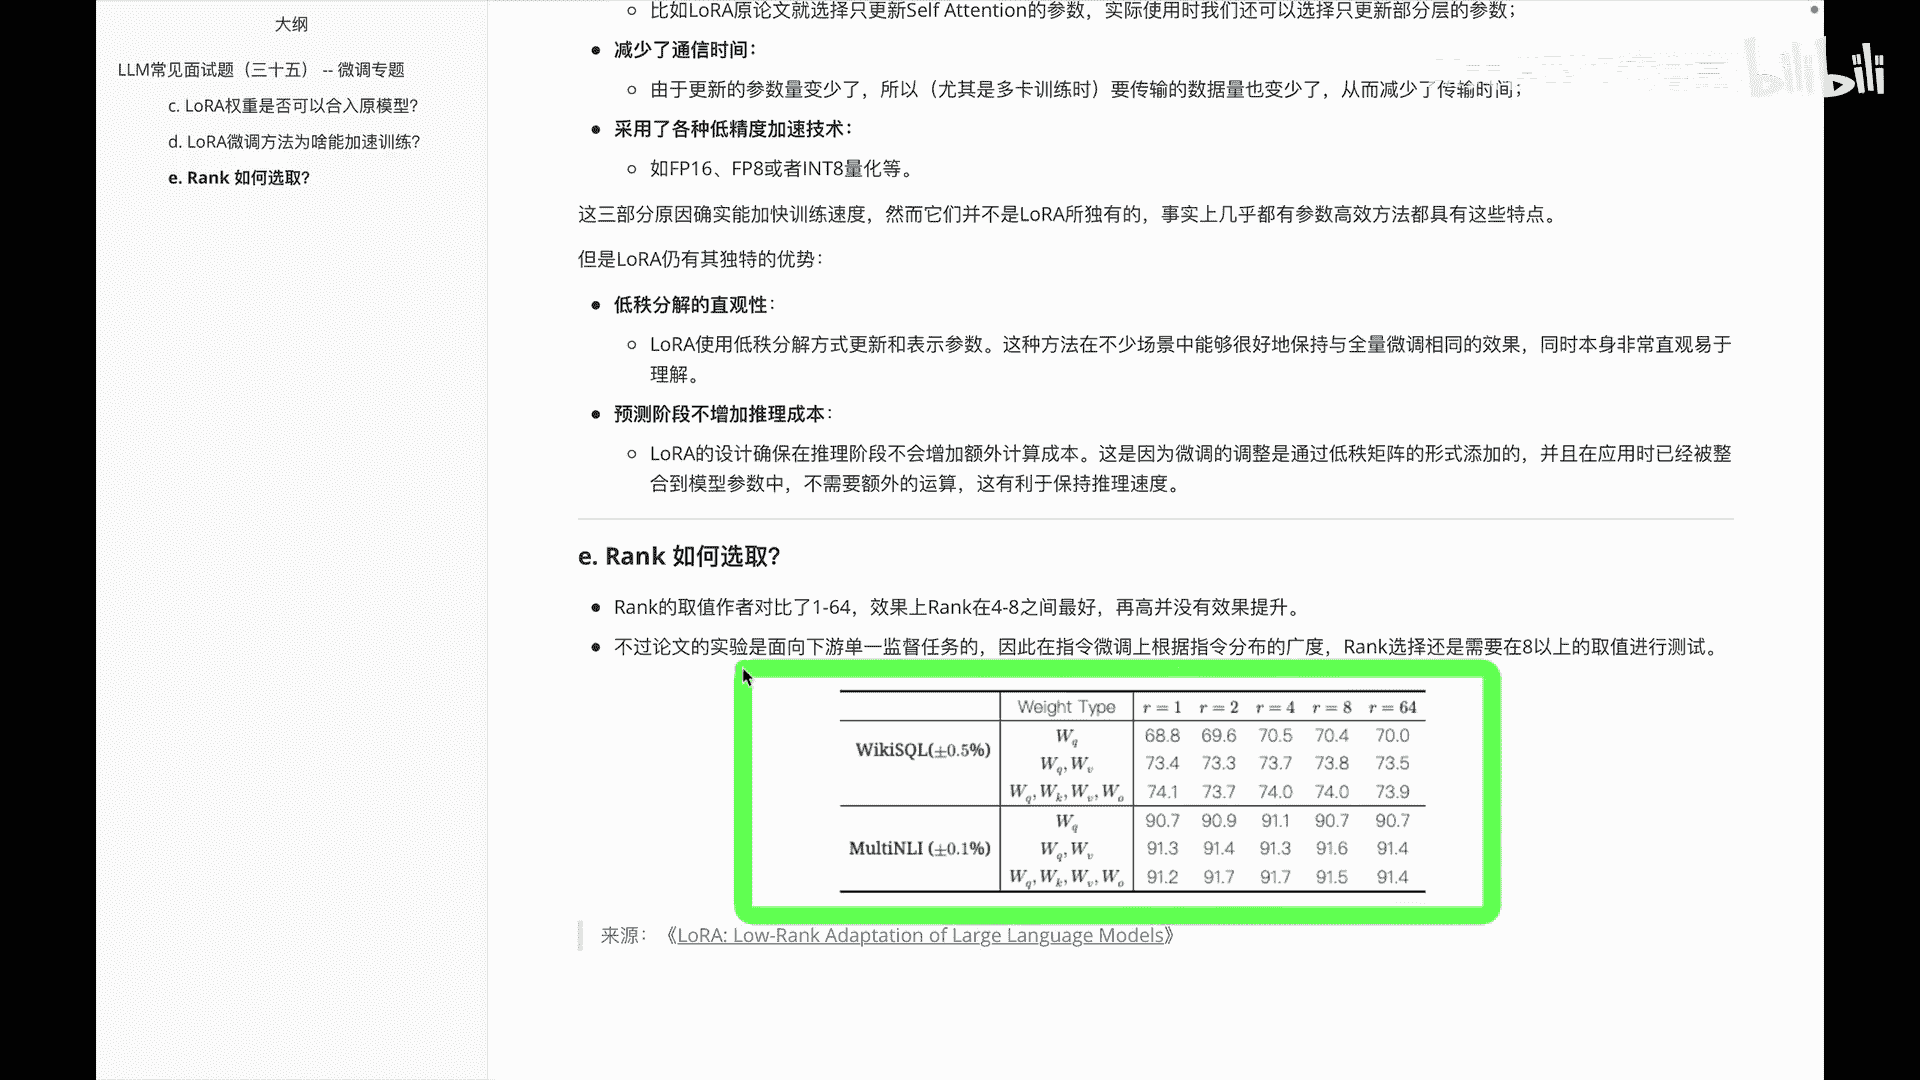 大纲
LLM常见面试题（三十五） -- 微调专题
c. LoRA权重是否可以合入原模型?
d. LoRA微调方法为啥能加速训练?
e. Rank 如何选取?
比如LoRA原论文就选择只更新Self Attention的参数，实际使用时我们还可以选择只更新部分层的参数；
减少了通信时间：
由于更新的参数量变少了，所以（尤其是多卡训练时）要传输的数据量也变少了，从而减少了传输时间；
bilibili
采用了各种低精度加速技术：
如FP16、FP8或者INT8量化等。
这三部分原因确实能加快训练速度，然而它们并不是LoRA所独有的，事实上几乎都有参数高效方法都具有这些特点。
但是LoRA仍有其独特的优势：
低秩分解的直观性：
LoRA使用低秩分解方式更新和表示参数。这种方法在不少场景中能够很好地保持与全量微调相同的效果，同时本身非常直观易于
理解。
预测阶段不增加推理成本：
LoRA的设计确保在推理阶段不会增加额外计算成本。这是因为微调的调整是通过低秩矩阵的形式添加的，并且在应用时已经被整
合到模型参数中，不需要额外的运算，这有利于保持推理速度。
e. Rank 如何选取?
Rank的取值作者对比了1-64，效果上Rank在4-8之间最好，再高并没有效果提升。
不过论文的实验是面向下游单一监督任务的，因此在指令微调上根据指令分布的广度，Rank选择还是需要在8以上的取值进行测试。
Weight Type r = 1 r = 2 r = 4 r = 8 r = 64
WikiSQL(±0.5%) W_q 68.8 69.6 70.5 70.4 70.0
W_q, W_v 73.4 73.3 73.7 73.8 73.5
W_q, W_k, W_v, W_o 74.1 73.7 74.0 74.0 73.9
MultiNLI (±0.1%) W_q 90.7 90.9 91.1 90.7 90.7
W_q, W_v 91.3 91.4 91.3 91.6 91.4
W_q, W_k, W_v, W_o 91.2 91.7 91.7 91.5 91.4
来源：《LoRA: Low-Rank Adaptation of Large Language Models》